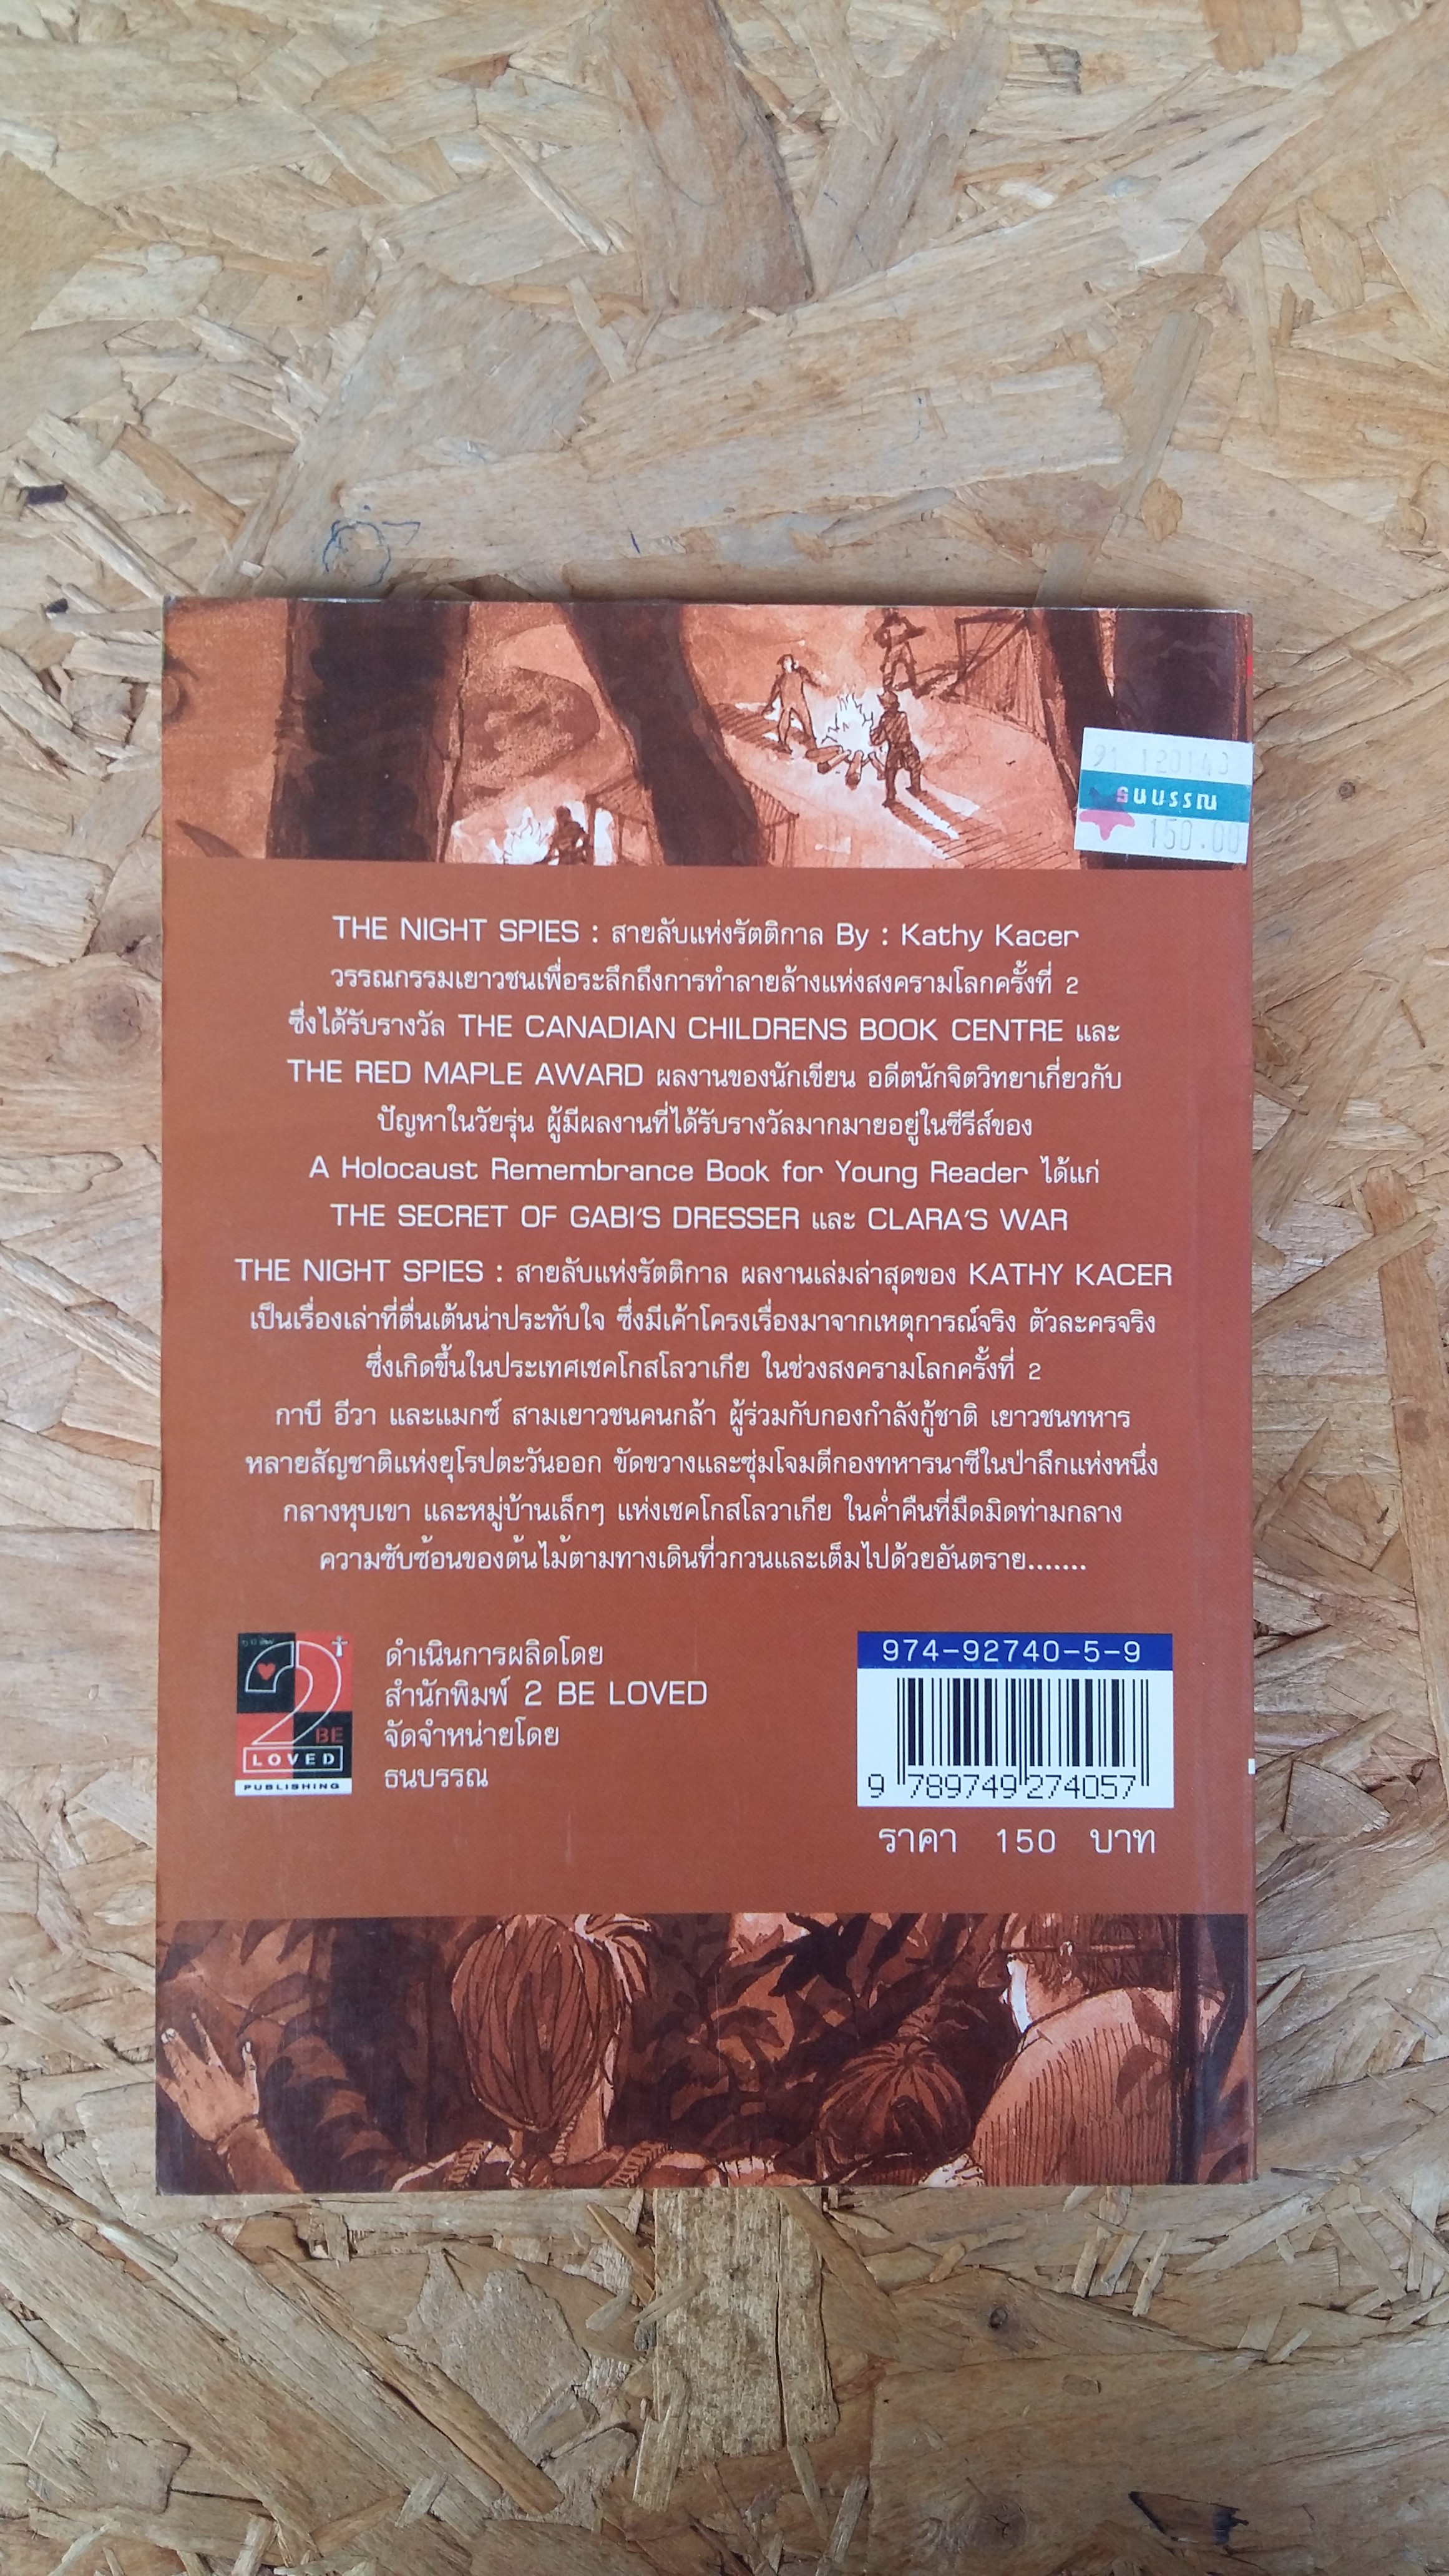 91 120143
ธนบรรณ
150.00
THE NIGHT SPIES : สายลับแห่งรัตติกาล By : Kathy Kacer
วรรณกรรมเยาวชนเพื่อระลึกถึงการทำลายล้างแห่งสงครามโลกครั้งที่ 2
ซึ่งได้รับรางวัล THE CANADIAN CHILDRENS BOOK CENTRE และ
THE RED MAPLE AWARD ผลงานของนักเขียน อดีตนักจิตวิทยาเกี่ยวกับ
ปัญหาในวัยรุ่น ผู้มีผลงานที่ได้รับรางวัลมากมายอยู่ในซีรีส์ของ
A Holocaust Remembrance Book for Young Reader ได้แก่
THE SECRET OF GABI'S DRESSER และ CLARA'S WAR
THE NIGHT SPIES : สายลับแห่งรัตติกาล ผลงานเล่มล่าสุดของ KATHY KACER
เป็นเรื่องเล่าที่ตื่นเต้นน่าประทับใจ ซึ่งมีเค้าโครงเรื่องมาจากเหตุการณ์จริง ตัวละครจริง
ซึ่งเกิดขึ้นในประเทศเชคโกสโลวาเกีย ในช่วงสงครามโลกครั้งที่ 2
กาบี อีวา และแมกซ์ สามเยาวชนคนกล้า ผู้ร่วมกับกองกำลังกู้ชาติ เยาวชนทหาร
หลายสัญชาติแห่งยุโรปตะวันออก ขัดขวางและซุ่มโจมตีกองทหารนาซีในป่าลึกแห่งหนึ่ง
กลางหุบเขา และหมู่บ้านเล็กๆ แห่งเชคโกสโลวาเกีย ในค่ำคืนที่มืดมิดท่ามกลาง
ความซับซ้อนของต้นไม้ตามทางเดินที่วกวนและเต็มไปด้วยอันตราย.......
2
BE
LOVED
PUBLISHING
ดำเนินการผลิตโดย
สำนักพิมพ์ 2 BE LOVED
จัดจำหน่ายโดย
ธนบรรณ
974-92740-5-9
9 789749 274057
ราคา 150 บาท